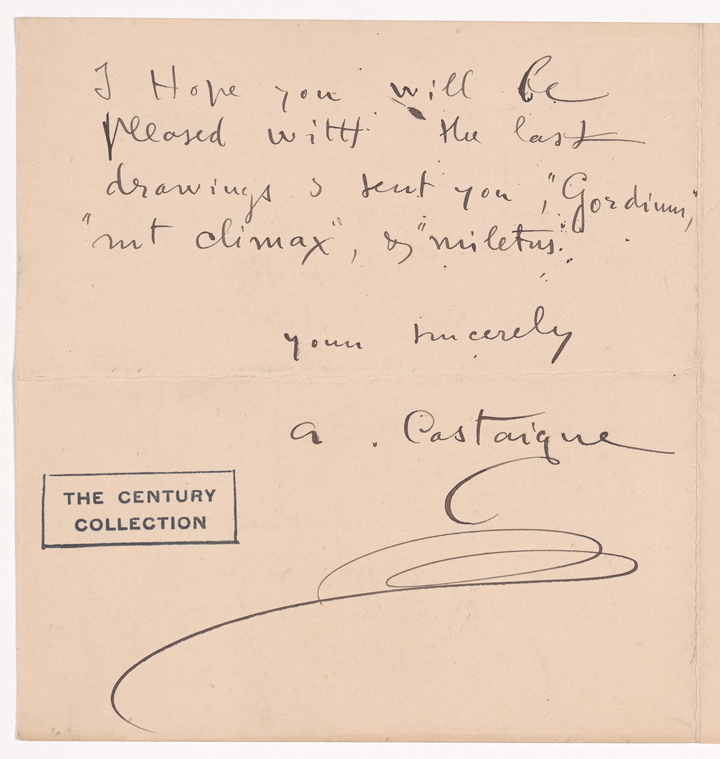 I Hope you will be
pleased with the last
drawings I sent you, "Gordium",
"mt climax", & "miletus".
yours sincerely
A. Castaigne
THE CENTURY
COLLECTION